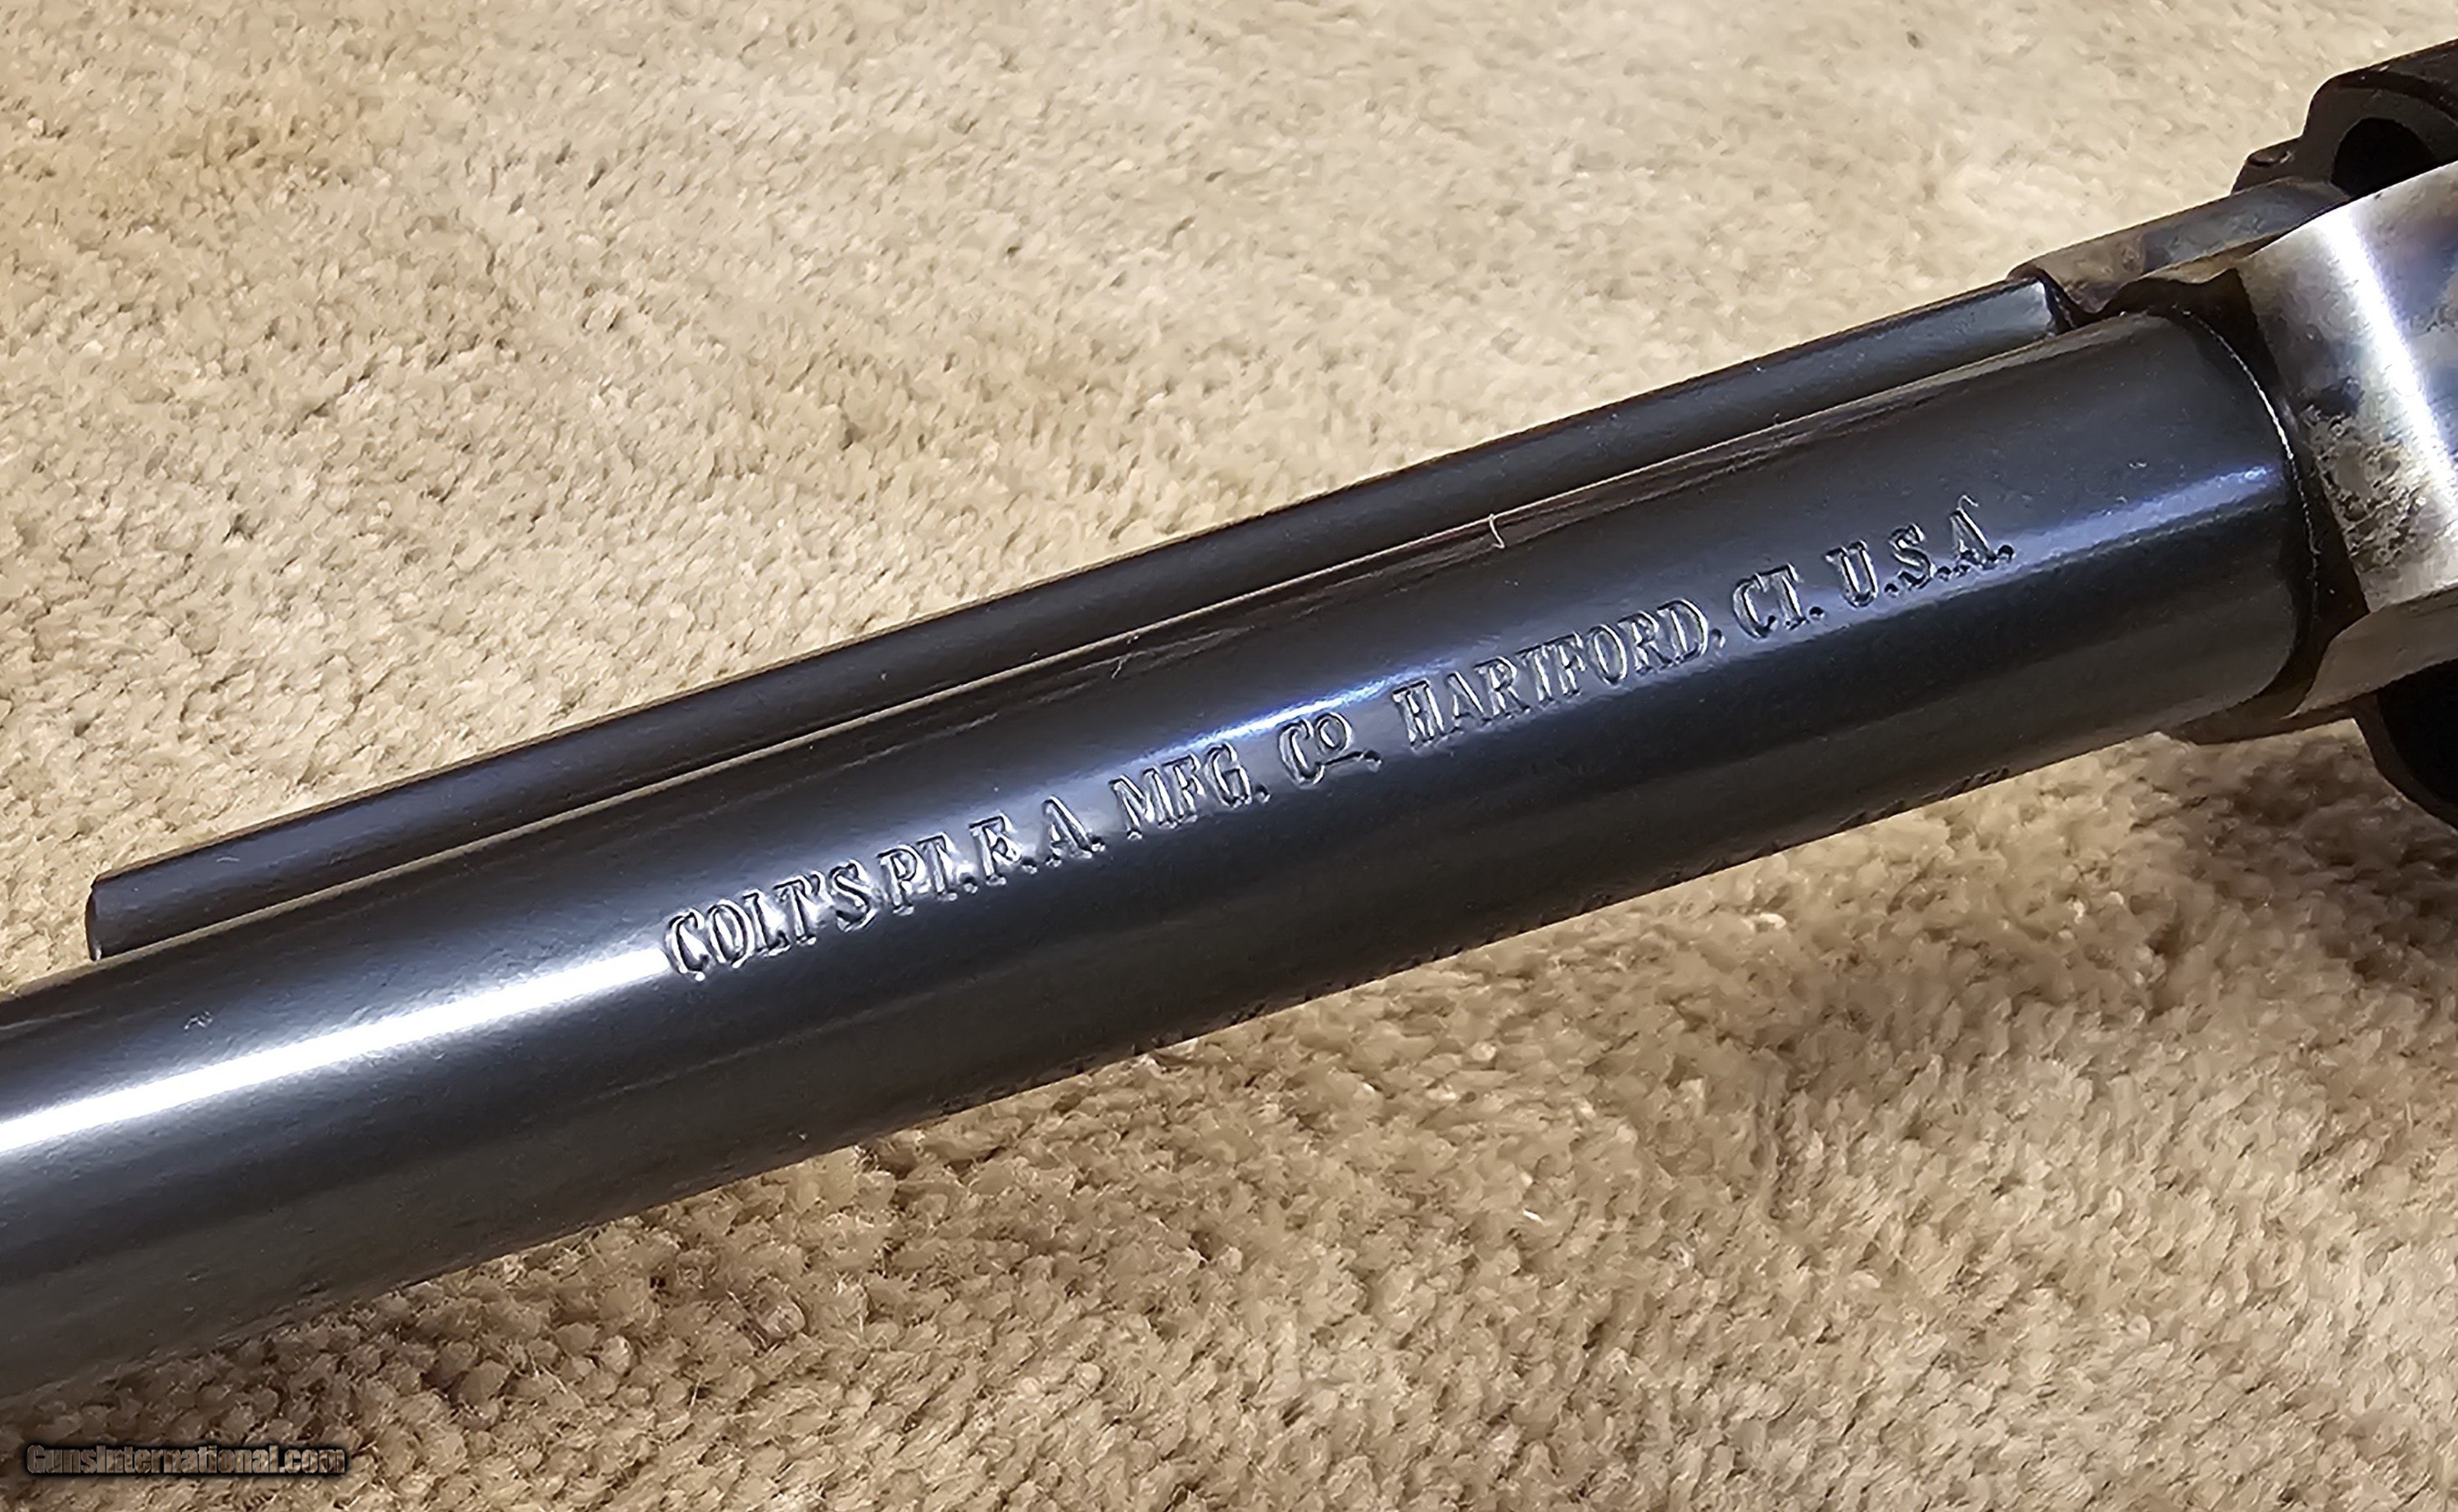 COLT'S PT. F. A. MFG. Co. HARTFORD, CT. U.S.A.
GunsInternational.com